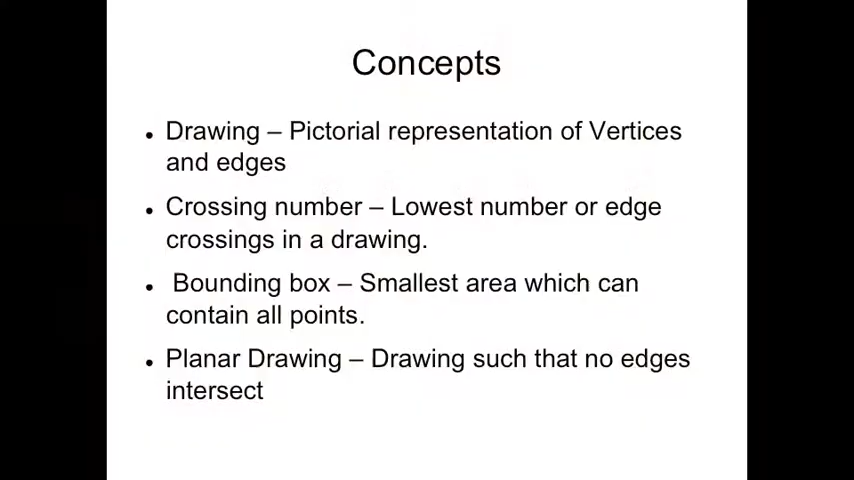 Concepts
• Drawing – Pictorial representation of Vertices
and edges
• Crossing number – Lowest number or edge
crossings in a drawing.
• Bounding box – Smallest area which can
contain all points.
• Planar Drawing – Drawing such that no edges
intersect